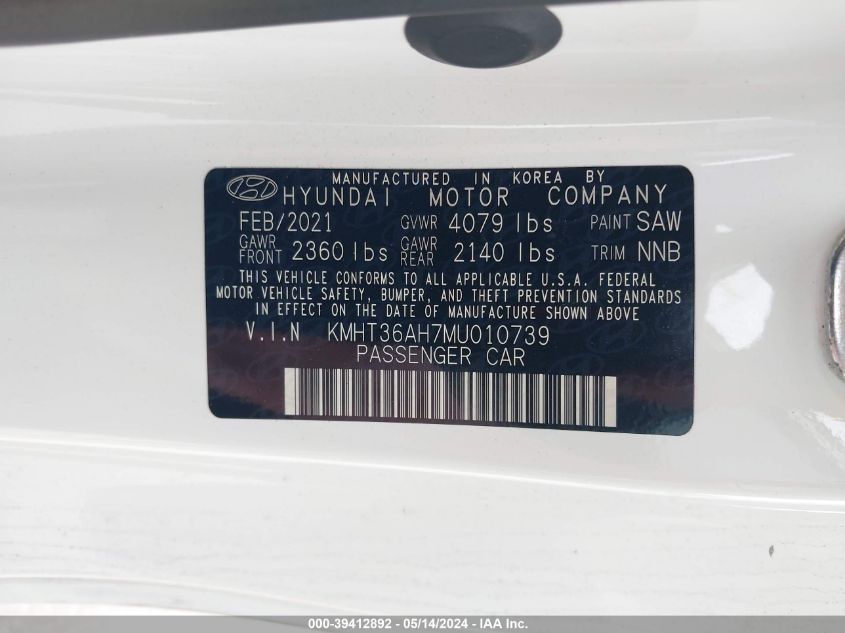 MANUFACTURED IN KOREA BY
HYUNDAI MOTOR COMPANY
FEB/2021 GVWR 4079 lbs PAINT SAW
GAWR FRONT 2360 lbs GAWR REAR 2140 lbs TRIM NNB
THIS VEHICLE CONFORMS TO ALL APPLICABLE U.S.A. FEDERAL
MOTOR VEHICLE SAFETY, BUMPER, AND THEFT PREVENTION STANDARDS
IN EFFECT ON THE DATE OF MANUFACTURE SHOWN ABOVE
V.I.N KMHT36AH7MU010739
PASSENGER CAR
000-39412892 - 05/14/2024 - IAA Inc.